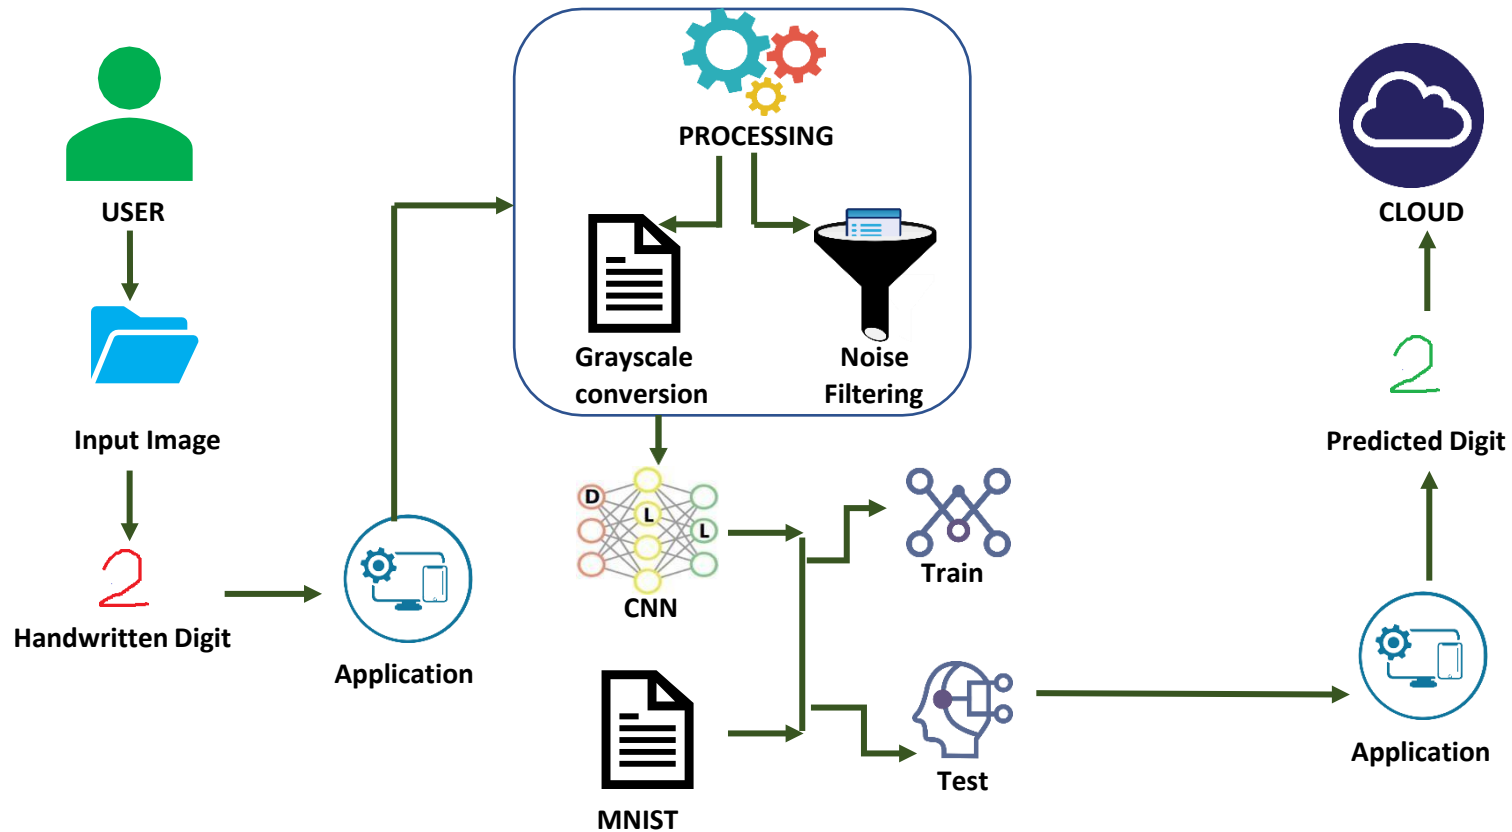 USER
Input Image
2
Handwritten Digit
Application
PROCESSING
Grayscale
conversion
Noise
Filtering
D
L
L
CNN
MNIST
Train
Test
Application
2
Predicted Digit
CLOUD